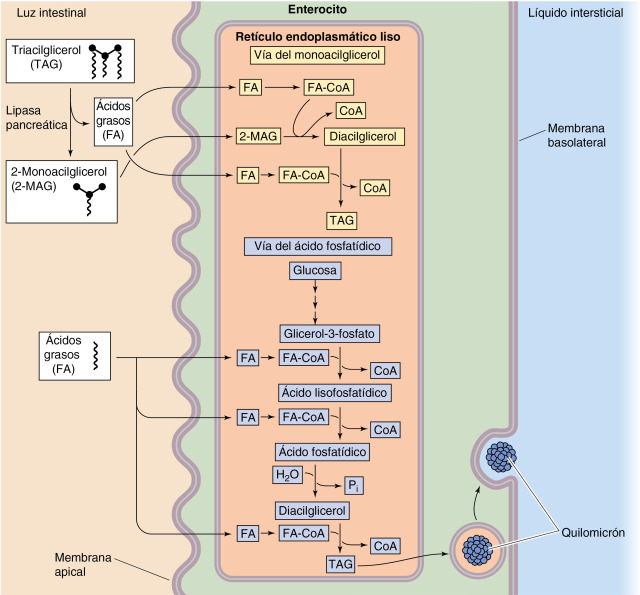 Luz intestinal
Enterocito
Líquido intersticial
Retículo endoplasmático liso
Vía del monoacilglicerol
Triacilglicerol
(TAG)
Lipasa
pancreática
Ácidos
grasos
(FA)
2-Monoacilglicerol
(2-MAG)
FA
FA-CoA
CoA
2-MAG
Diacilglicerol
FA
FA-CoA
CoA
TAG
Membrana
basolateral
Vía del ácido fosfatídico
Glucosa
Glicerol-3-fosfato
Ácidos
grasos
(FA)
FA
FA-CoA
CoA
Ácido lisofosfatídico
FA
FA-CoA
CoA
Ácido fosfatídico
H2O
Pi
Diacilglicerol
FA
FA-CoA
CoA
TAG
Quilomicrón
Membrana
apical